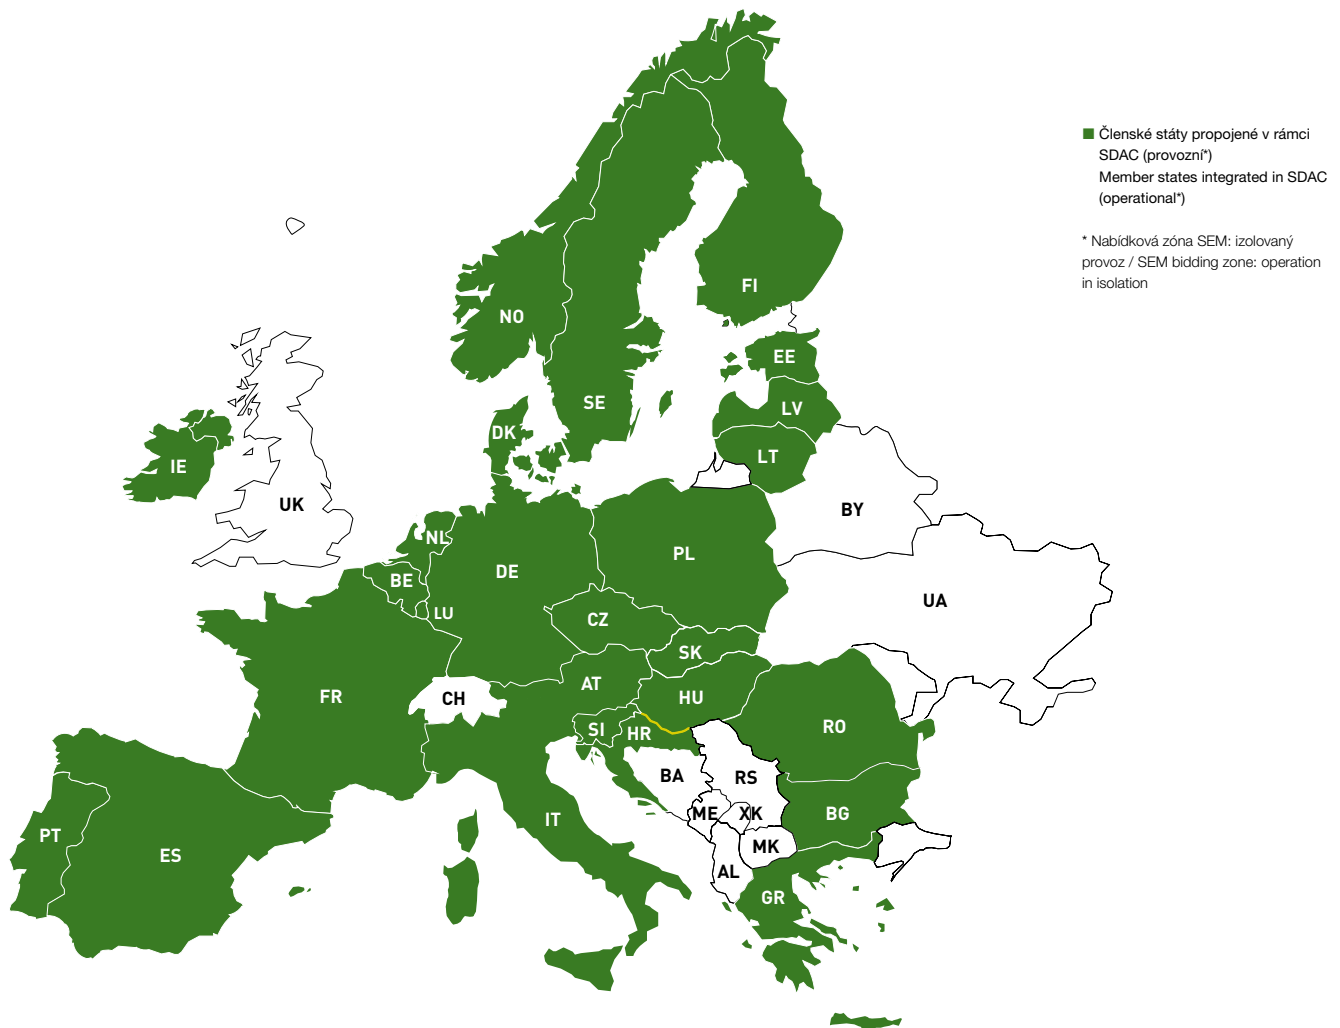 Členské státy propojené v rámci
SDAC (provozní*)
Member states integrated in SDAC
(operational*)
* Nabídková zóna SEM: izolovaný
provoz / SEM bidding zone: operation
in isolation
FI
NO
EE
SE
LV
DK
LT
IE
UK
BY
NL
PL
DE
BE
UA
LU
CZ
SK
AT
FR
CH
HU
RO
SI
HR
BA
RS
ME
XK
BG
IT
PT
MK
ES
AL
GR